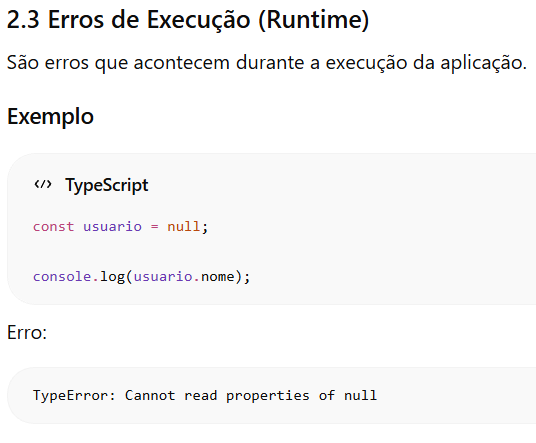 2.3 Erros de Execução (Runtime)
São erros que acontecem durante a execução da aplicação.
Exemplo
</> TypeScript
const usuario = null;
console.log(usuario.nome);
Erro:
TypeError: Cannot read properties of null